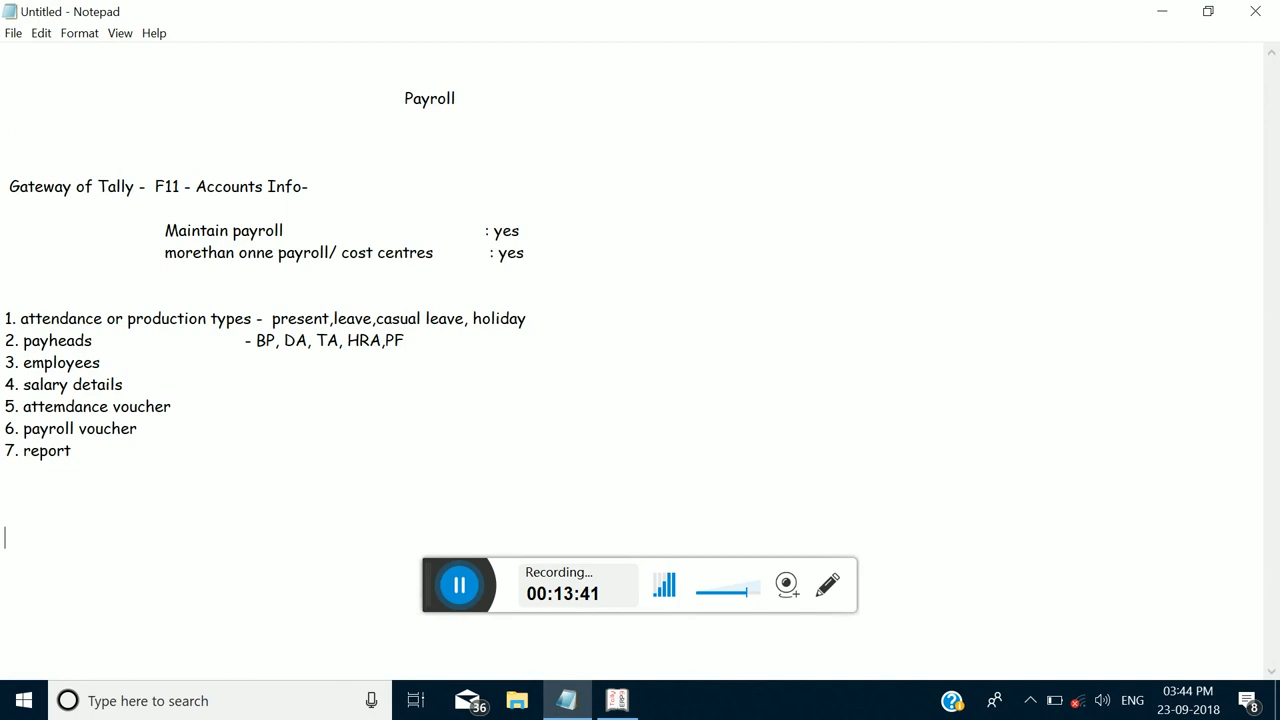 Untitled - Notepad
File Edit Format View Help
Payroll
Gateway of Tally - F11 - Accounts Info-
Maintain payroll : yes
morethan onne payroll/ cost centres : yes
1. attendance or production types - present,leave,casual leave, holiday
2. payheads - BP, DA, TA, HRA,PF
3. employees
4. salary details
5. attemdance voucher
6. payroll voucher
7. report
Recording...
00:13:41
Type here to search
36
ENG
03:44 PM
23-09-2018
8